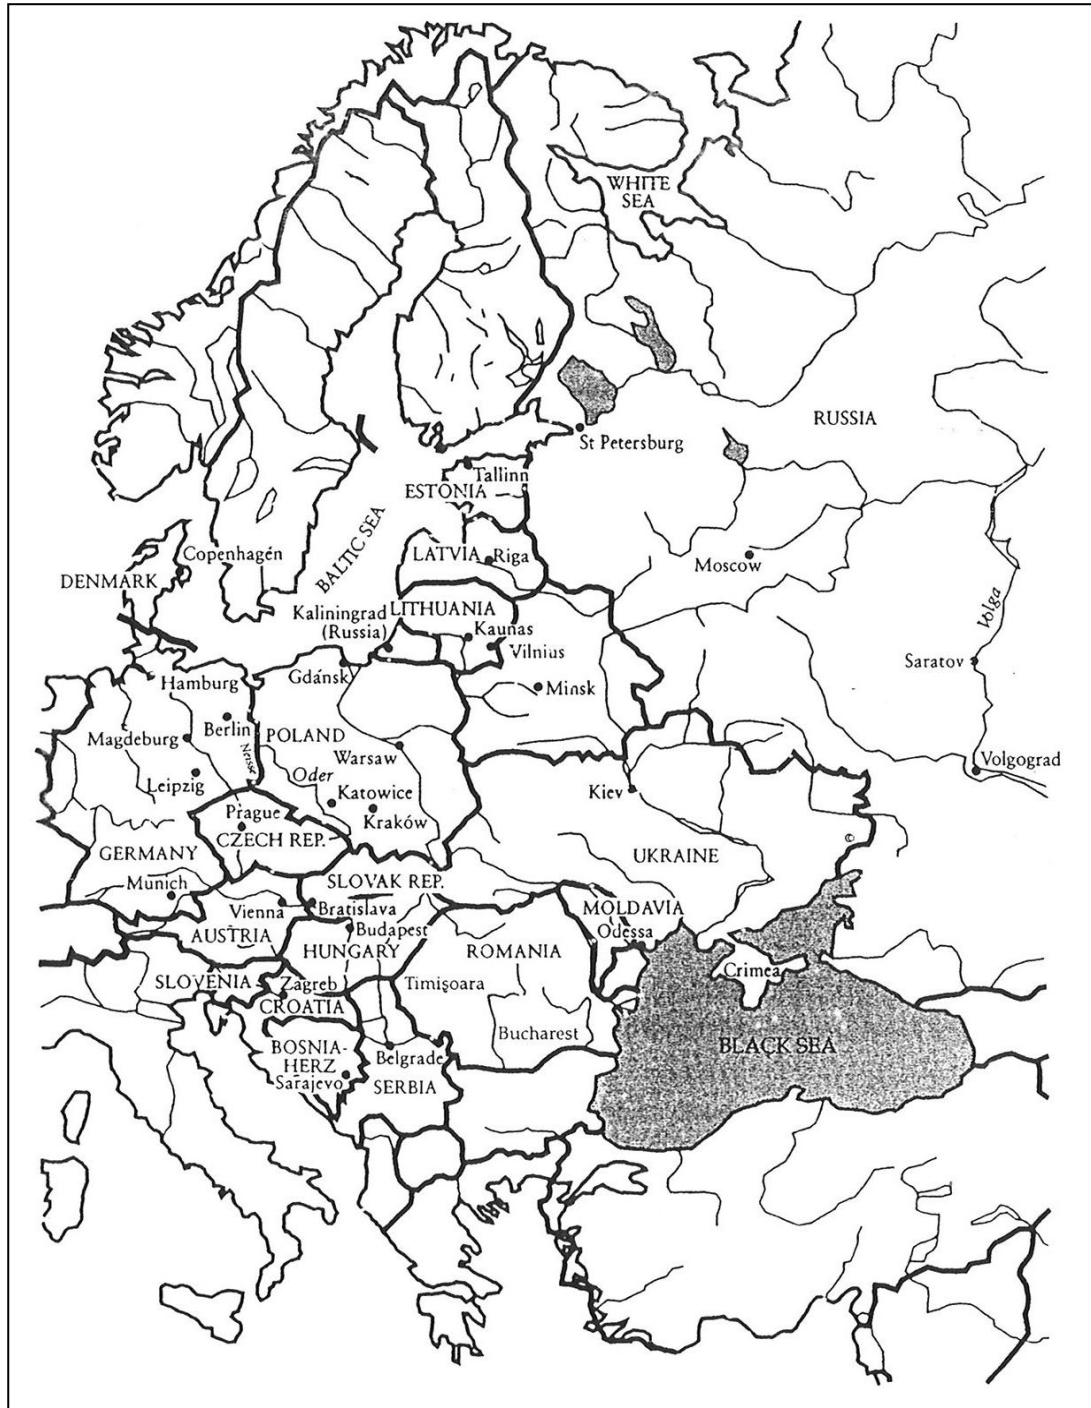 WHITE
SEA
RUSSIA
St Petersburg
Tallinn
ESTONIA
BALTIC SEA
Copenhagén
LATVIA
Riga
Moscow
DENMARK
Volga
Kaliningrad
(Russia)
LITHUANIA
Kaunas
Vilnius
Saratov
Gdánsk
Minsk
Hamburg
Berlin
POLAND
Magdeburg
Neisse
Warsaw
Volgograd
Leipzig
Oder
Katowice
Kiev
Prague
Kraków
CZECH REP.
GERMANY
UKRAINE
Munich
SLOVAK REP.
Vienna
Bratislava
MOLDAVIA
Budapest
Odessa
AUSTRIA
HUNGARY
ROMANIA
Crimea
SLOVENIA
Zagreb
Timişoara
CROATIA
Bucharest
BLACK SEA
BOSNIA-
HERZ
Belgrade
Sarajevo
SERBIA